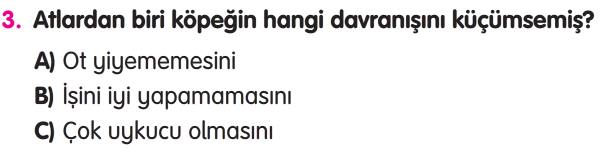 3. Atlardan biri köpeğin hangi davranışını küçümsemiş?
A) Ot yiyememesini
B) İşini iyi yapamamasını
C) Çok uykucu olmasını